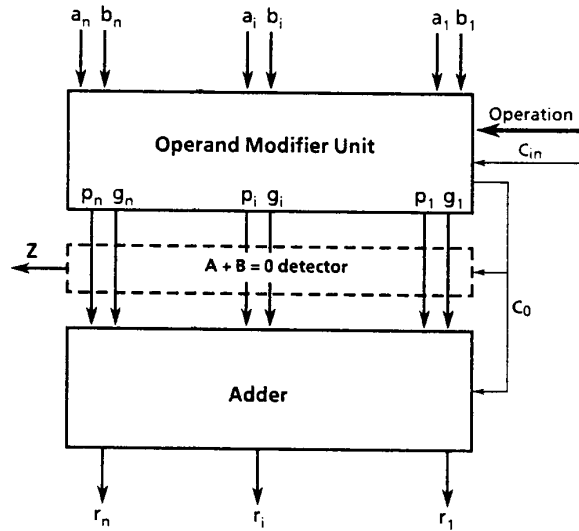 aₙ bₙ aᵢ bᵢ a₁ b₁
Operation
Operand Modifier Unit
Cᵢₙ
pₙ gₙ pᵢ gᵢ p₁ g₁
Z
A + B = 0 detector
C₀
Adder
rₙ rᵢ r₁